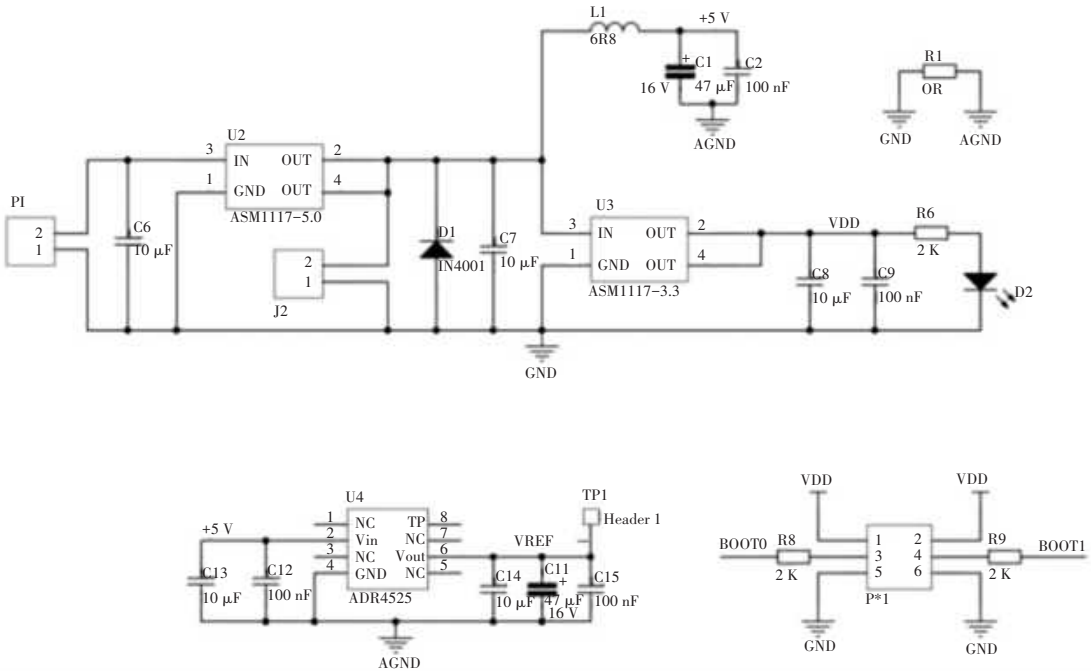 L1
6R8
+5 V
C1
16 V
47 μF
C2
100 nF
AGND
R1
OR
GND
AGND
U2
3
IN
OUT
2
1
GND
OUT
4
ASM1117-5.0
PI
2
1
C6
10 μF
2
1
J2
D1
IN4001
C7
10 μF
U3
3
IN
OUT
2
1
GND
OUT
4
ASM1117-3.3
VDD
R6
2 K
C8
10 μF
C9
100 nF
D2
GND
U4
1
NC
TP
8
+5 V
2
Vin
NC
7
3
NC
Vout
6
4
GND
NC
5
ADR4525
C13
10 μF
C12
100 nF
VREF
TP1
Header 1
C14
10 μF
C11
+
47 μF
16 V
C15
100 nF
AGND
VDD
VDD
BOOT0
R8
2 K
1
2
3
4
5
6
R9
2 K
BOOT1
P*1
GND
GND